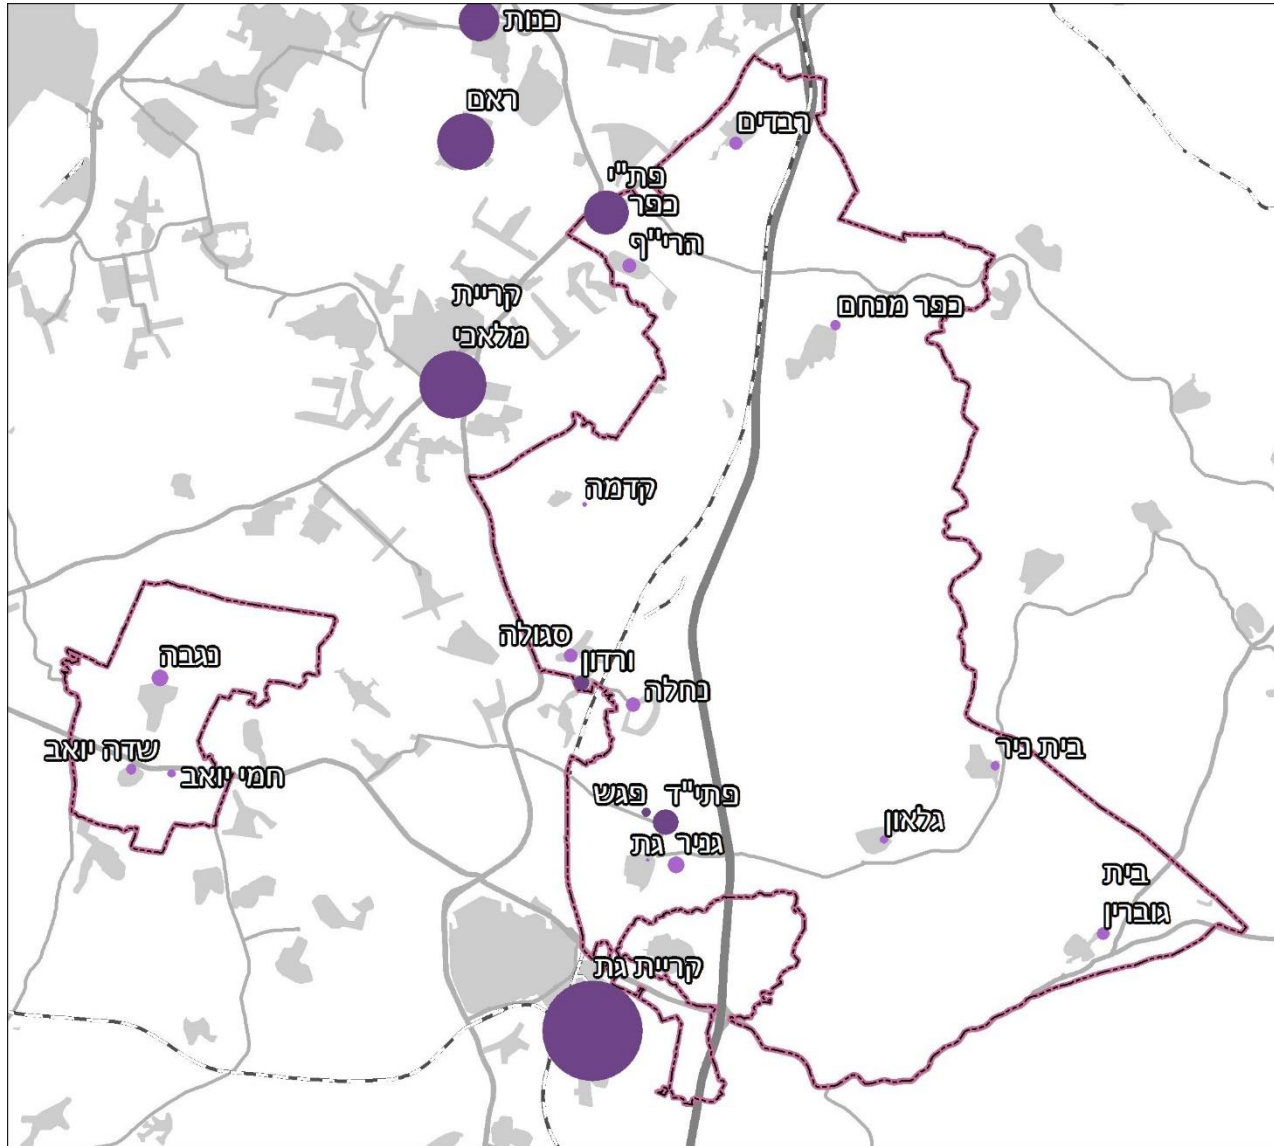 כנות
ראם
רבדים
פת"י
כפר
הרי"ף
קריית
מלאכי
כפר מנחם
קדמה
סגולה
ורדון
נחלה
נגבה
שדה יואב
חמי יואב
בית ניר
פגש
פתי"ד
גת
גניר
גלאון
בית
גוברין
קריית גת